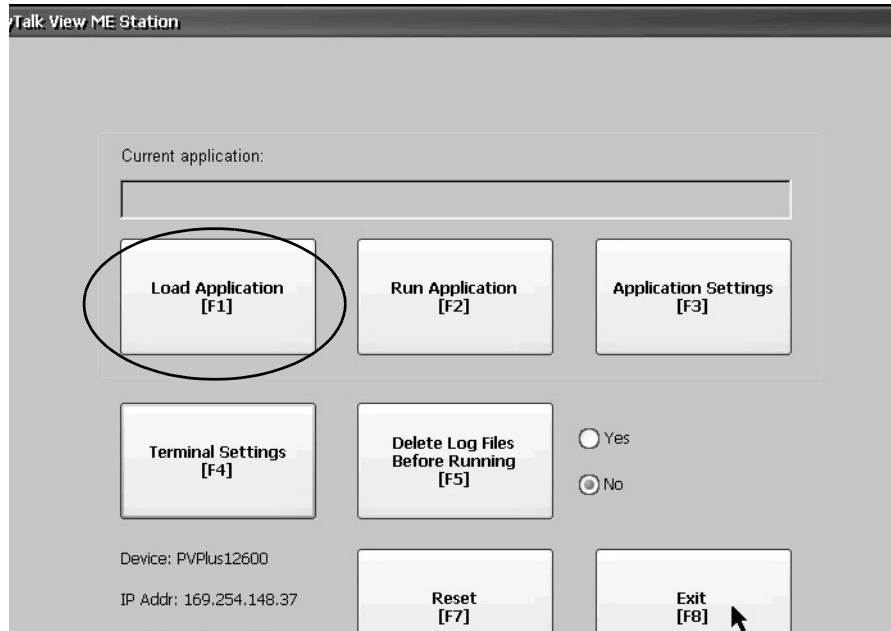 Talk View ME Station
Current application:
Load Application
[F1]
Run Application
[F2]
Application Settings
[F3]
Terminal Settings
[F4]
Delete Log Files
Before Running
[F5]
Yes
No
Device: PVPlus12600
IP Addr: 169.254.148.37
Reset
[F7]
Exit
[F8]